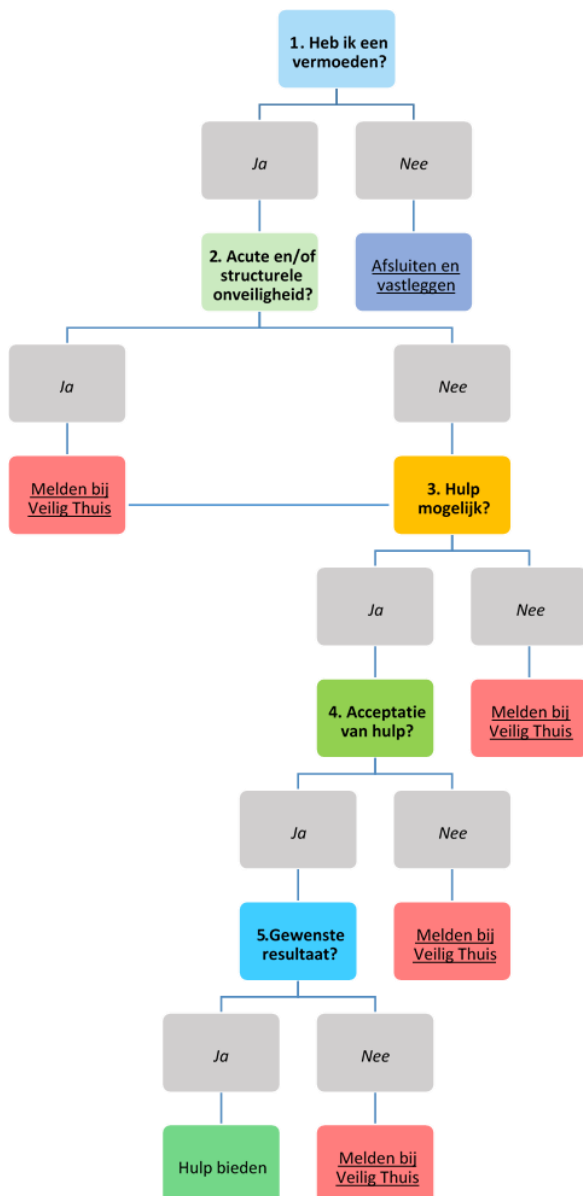 1. Heb ik een
vermoeden?
Ja
Nee
2. Acute en/of
structurele
onveiligheid?
Afsluiten en
vastleggen
Ja
Nee
Melden bij
Veilig Thuis
3. Hulp
mogelijk?
Ja
Nee
4. Acceptatie
van hulp?
Melden bij
Veilig Thuis
Ja
Nee
5.Gewenste
resultaat?
Melden bij
Veilig Thuis
Ja
Nee
Hulp bieden
Melden bij
Veilig Thuis